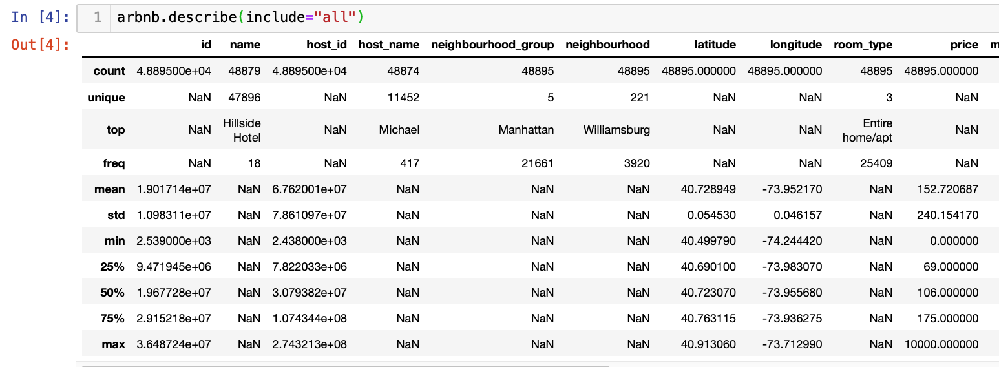 In [4]: 1 arbnb.describe(include="all")
Out[4]:
id name host_id host_name neighbourhood_group neighbourhood latitude longitude room_type price m
count 4.889500e+04 48879 4.889500e+04 48874 48895 48895 48895.000000 48895.000000 48895 48895.000000
unique NaN 47896 NaN 11452 5 221 NaN NaN 3 NaN
top NaN Hillside Hotel NaN Michael Manhattan Williamsburg NaN NaN Entire home/apt NaN
freq NaN 18 NaN 417 21661 3920 NaN NaN 25409 NaN
mean 1.901714e+07 NaN 6.762001e+07 NaN NaN NaN 40.728949 -73.952170 NaN 152.720687
std 1.098311e+07 NaN 7.861097e+07 NaN NaN NaN 0.054530 0.046157 NaN 240.154170
min 2.539000e+03 NaN 2.438000e+03 NaN NaN NaN 40.499790 -74.244420 NaN 0.000000
25% 9.471945e+06 NaN 7.822033e+06 NaN NaN NaN 40.690100 -73.983070 NaN 69.000000
50% 1.967728e+07 NaN 3.079382e+07 NaN NaN NaN 40.723070 -73.955680 NaN 106.000000
75% 2.915218e+07 NaN 1.074344e+08 NaN NaN NaN 40.763115 -73.936275 NaN 175.000000
max 3.648724e+07 NaN 2.743213e+08 NaN NaN NaN 40.913060 -73.712990 NaN 10000.000000